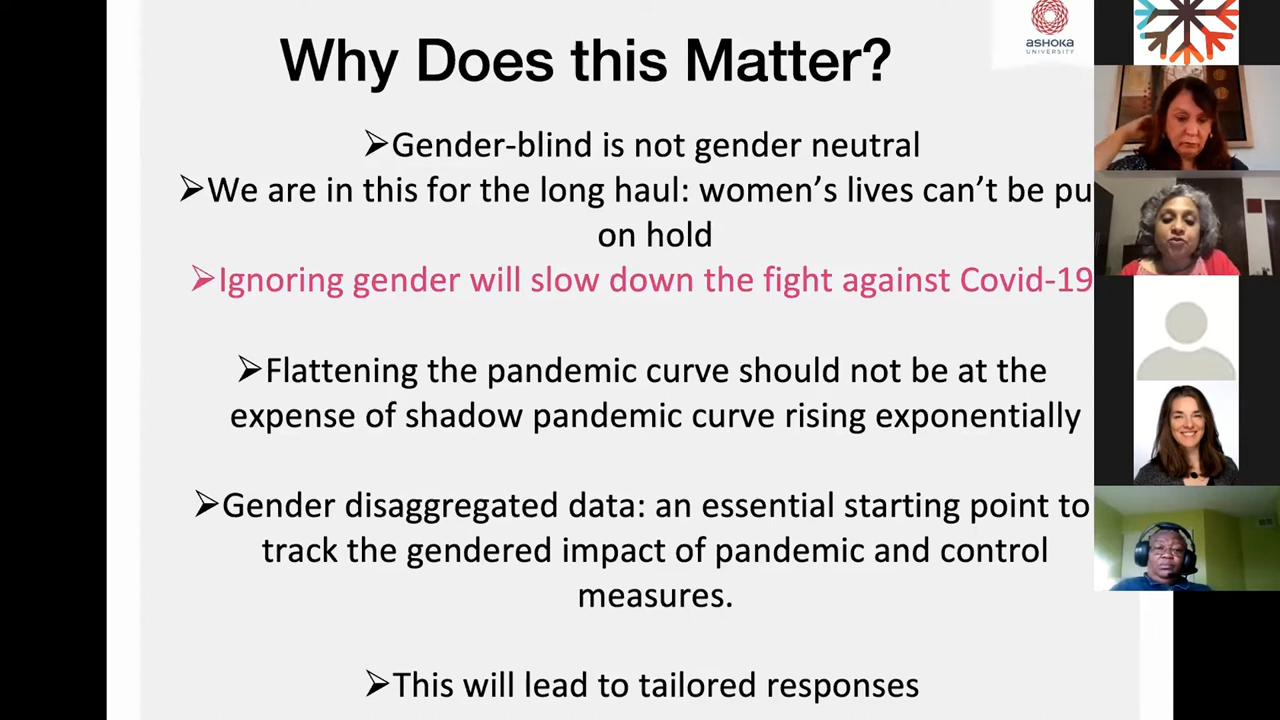 ASHOKA
UNIVERSITY
Why Does this Matter?
➢Gender-blind is not gender neutral
➢We are in this for the long haul: women’s lives can’t be pu
on hold
➢Ignoring gender will slow down the fight against Covid-19
➢Flattening the pandemic curve should not be at the
expense of shadow pandemic curve rising exponentially
➢Gender disaggregated data: an essential starting point to
track the gendered impact of pandemic and control
measures.
➢This will lead to tailored responses